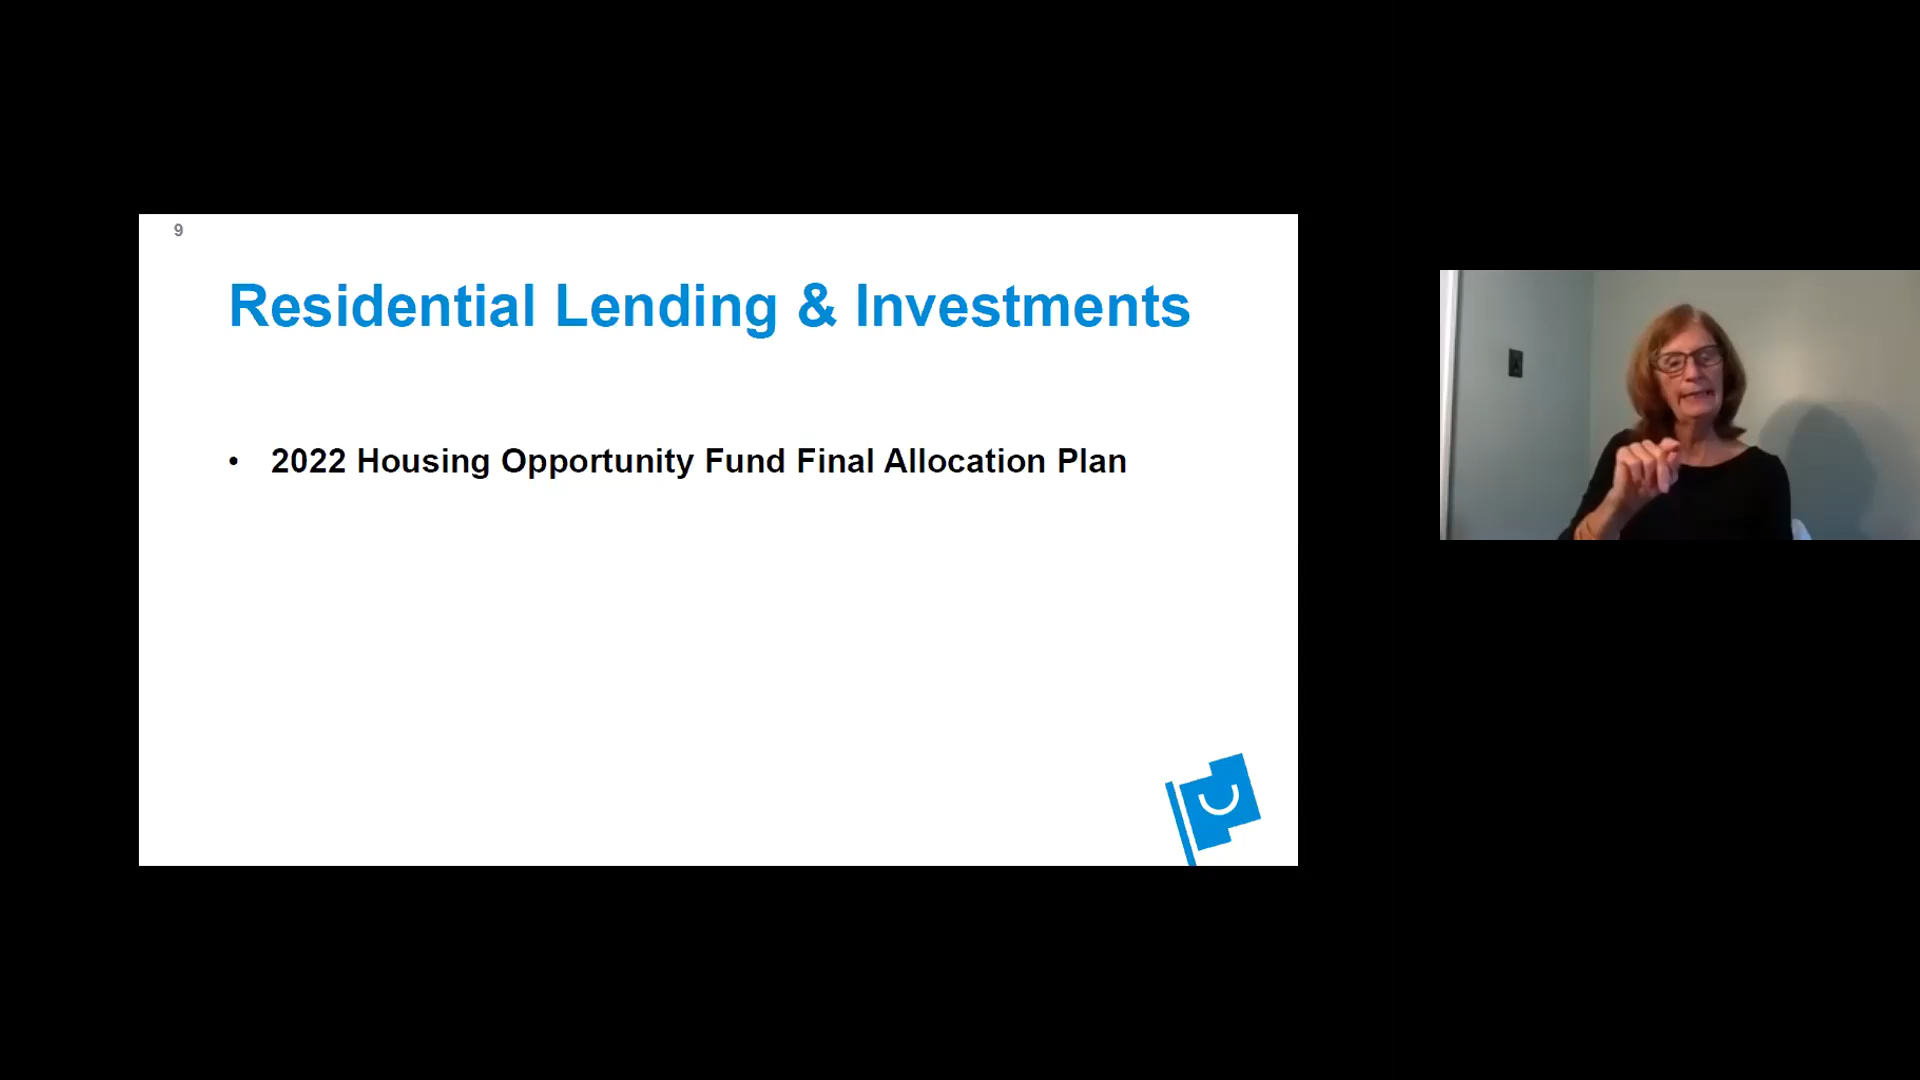 9
Residential Lending & Investments
• 2022 Housing Opportunity Fund Final Allocation Plan